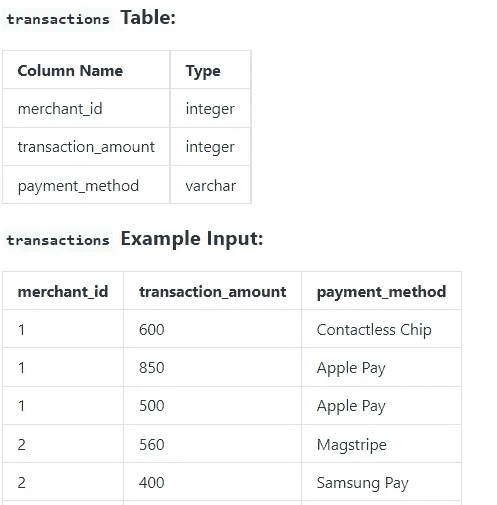 transactions Table:
Column Name Type
merchant_id integer
transaction_amount integer
payment_method varchar
transactions Example Input:
merchant_id transaction_amount payment_method
1 600 Contactless Chip
1 850 Apple Pay
1 500 Apple Pay
2 560 Magstripe
2 400 Samsung Pay